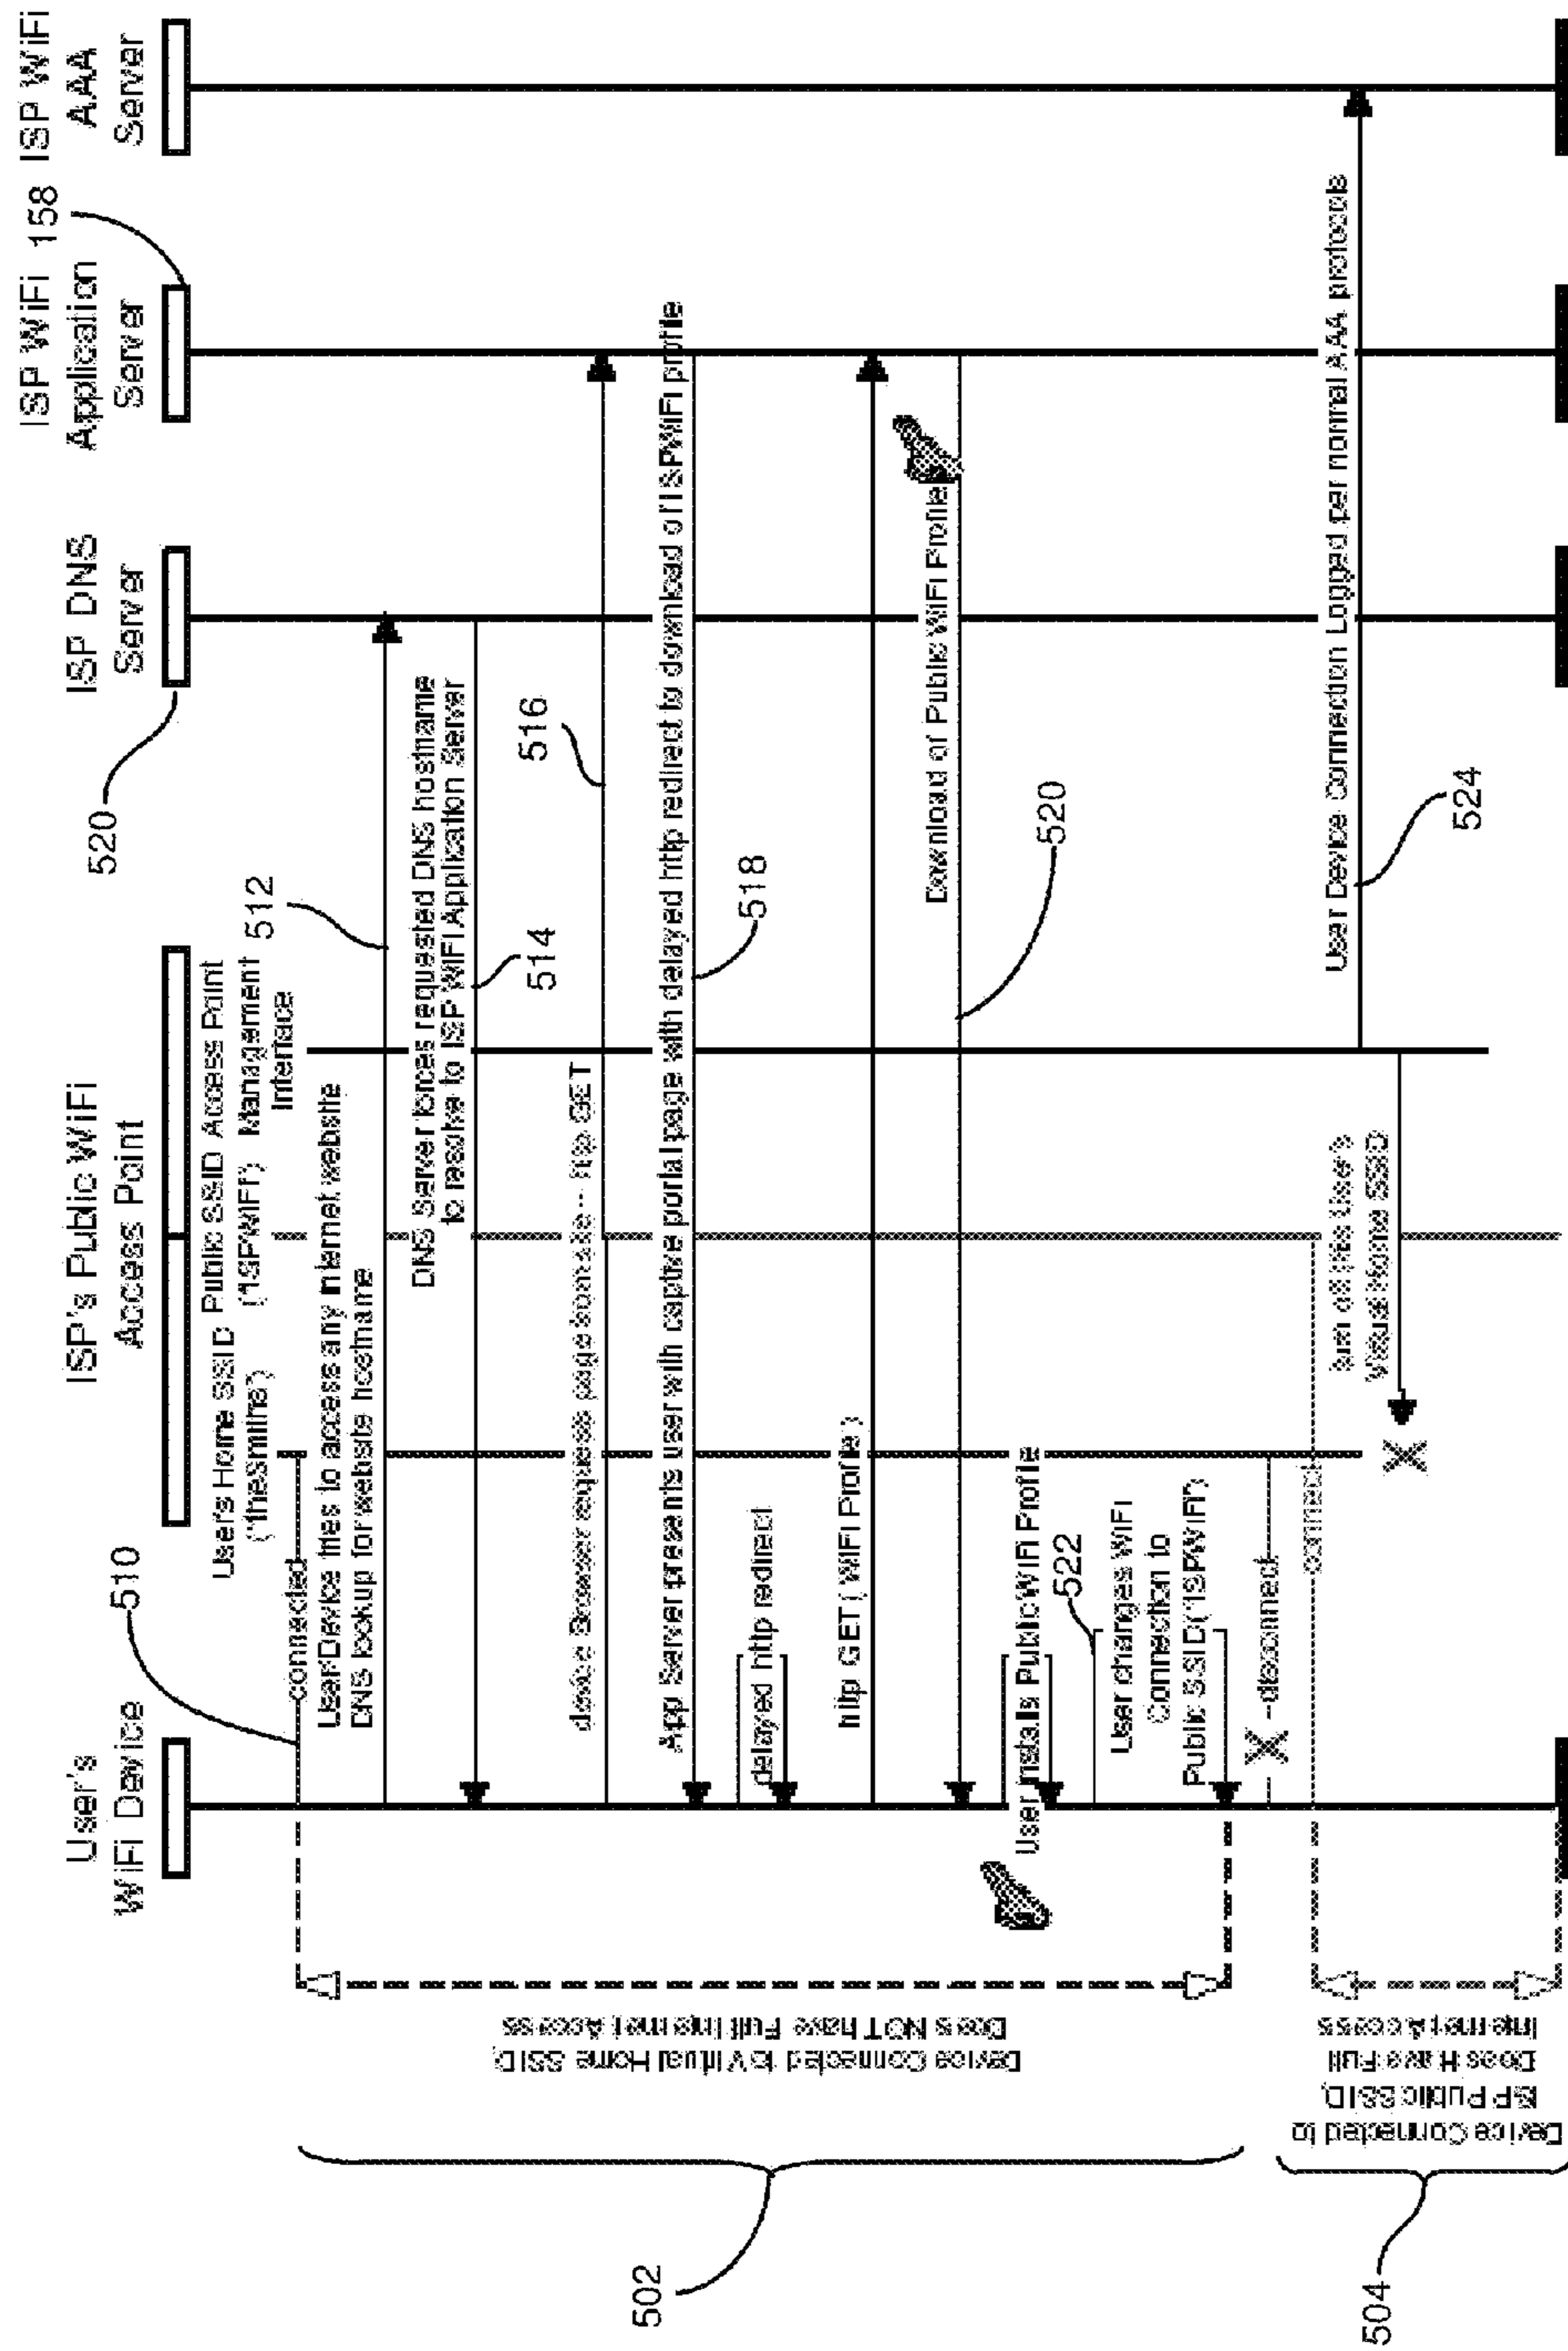 User's
WiFi Device
ISP's Public WiFi
Access Point
ISP DNS
Server
ISP WiFi
Application
Server
ISP WiFi
AAA
Server
510
520
158
User's Home SSID
("thesmiths")
Public SSID
("ISPWIFI")
Access Point
Management
Interface
connected
512
User Device tries to access any internet website
DNS lookup for website hostname
514
DNS Server forces requested DNS hostname
to resolve to ISP WIFI Application Server
516
device Browser requests page from site -- http GET
App Server presents user with captive portal page with delayed http redirect to download of ISPWiFi profile
518
delayed http redirect
http GET ( WIFI Profile )
Download of Public WiFi Profile
520
User installs Public WiFi Profile
522
User changes WiFi
Connection to
Public SSID("ISPWIFI")
X
disconnect
connect
User Device Connection Logged per normal AAA protocols
524
turn off this User's
Virtual Home SSID
X
Device Connected to Virtual Home SSID,
Does NOT have Full Internet Access
502
Device Connected to
ISP Public SSID,
Does Have Full
Internet Access
504